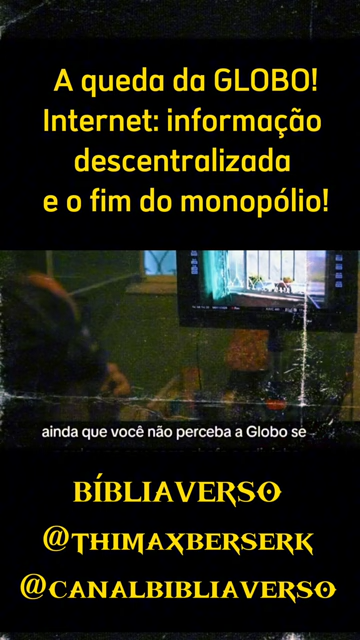 A queda da GLOBO!
Internet: informação
descentralizada
e o fim do monopólio!
ainda que você não perceba a Globo se
BÍBLIAVERSO
@THIMAXBERSERK
@CANALBIBLIAVERSO